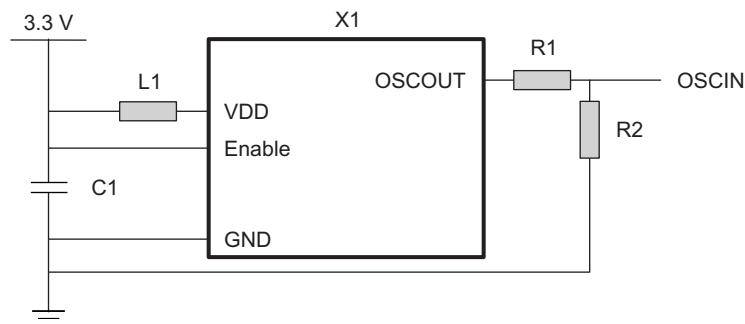 3.3 V
X1
R1
OSCOUT
OSCIN
L1
VDD
R2
Enable
C1
GND